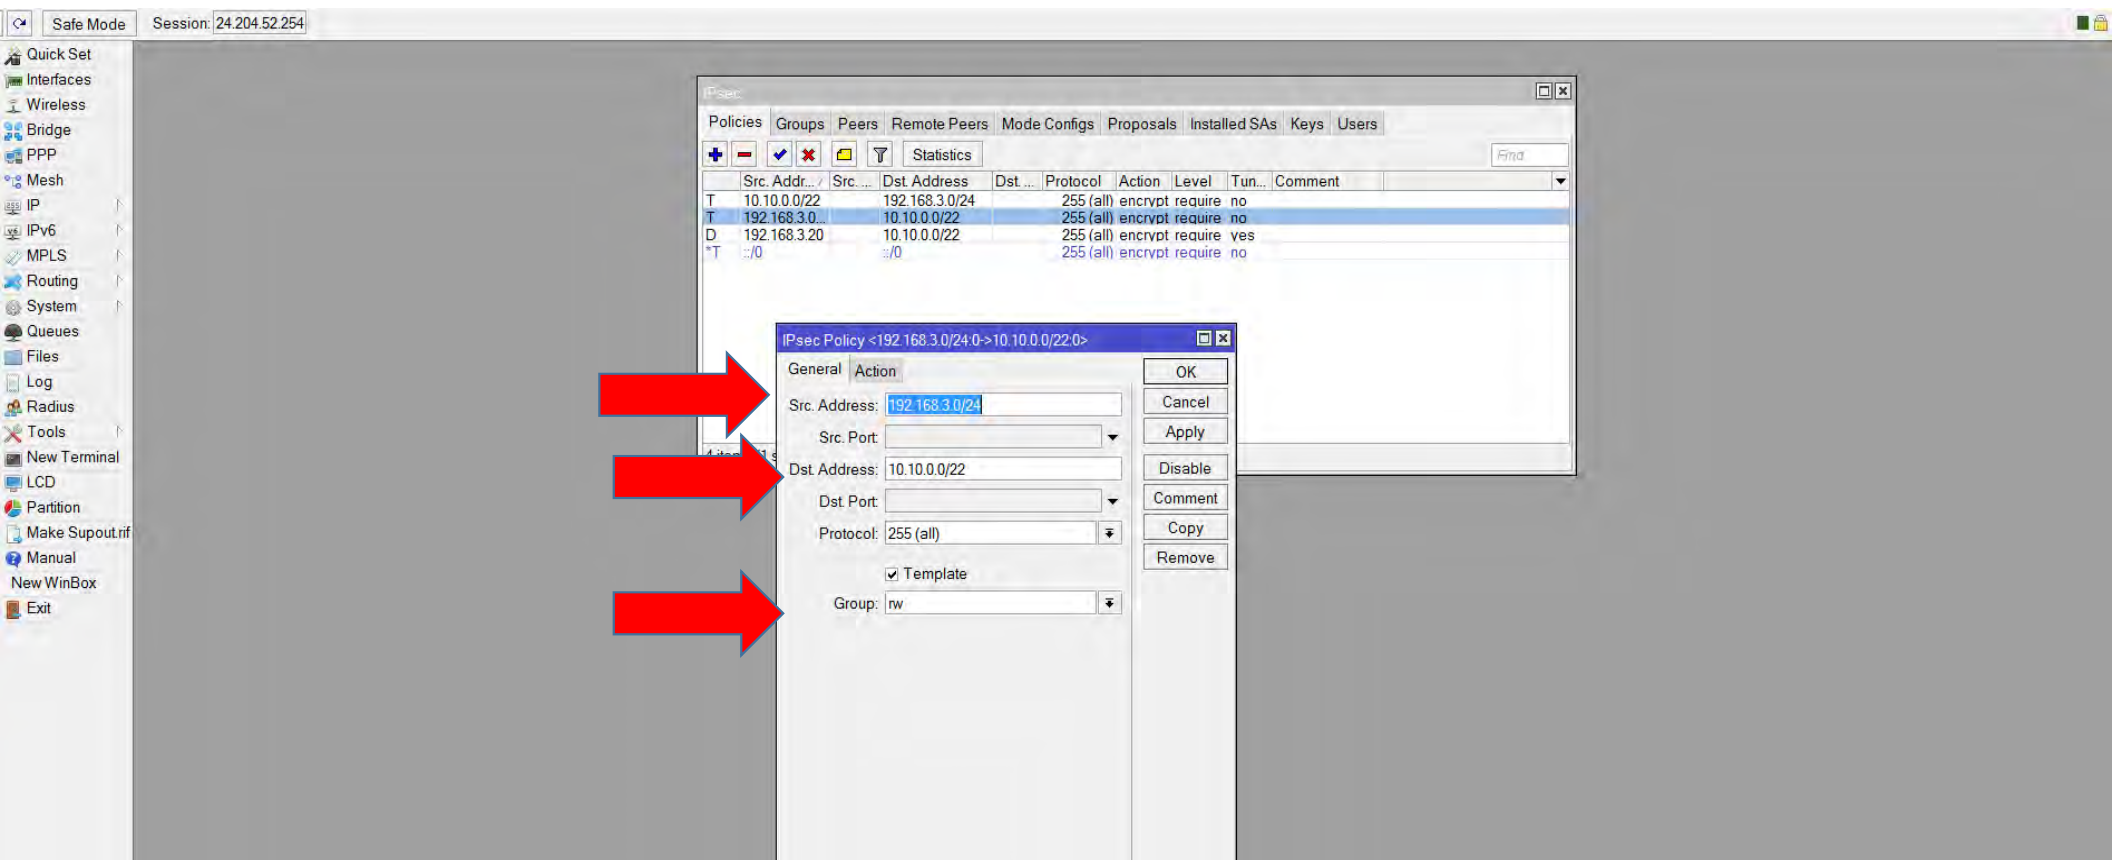 Safe Mode Session: 24.204.52.254
Quick Set
Interfaces
Wireless
Bridge
PPP
Mesh
IP
IPv6
MPLS
Routing
System
Queues
Files
Log
Radius
Tools
New Terminal
LCD
Partition
Make Supout.rif
Manual
New WinBox
Exit
IPsec
Policies Groups Peers Remote Peers Mode Configs Proposals Installed SAs Keys Users
Statistics Find
Src. Addr... Src. ... Dst. Address Dst. ... Protocol Action Level Tun... Comment
T 10.10.0.0/22 192.168.3.0/24 255 (all) encrypt require no
T 192.168.3.0... 10.10.0.0/22 255 (all) encrypt require no
D 192.168.3.20 10.10.0.0/22 255 (all) encrypt require yes
*T ::/0 ::/0 255 (all) encrypt require no
IPsec Policy <192.168.3.0/24:0->10.10.0.0/22:0>
General Action
Src. Address: 192.168.3.0/24
Src. Port:
Dst. Address: 10.10.0.0/22
Dst. Port:
Protocol: 255 (all)
Template
Group: rw
OK
Cancel
Apply
Disable
Comment
Copy
Remove